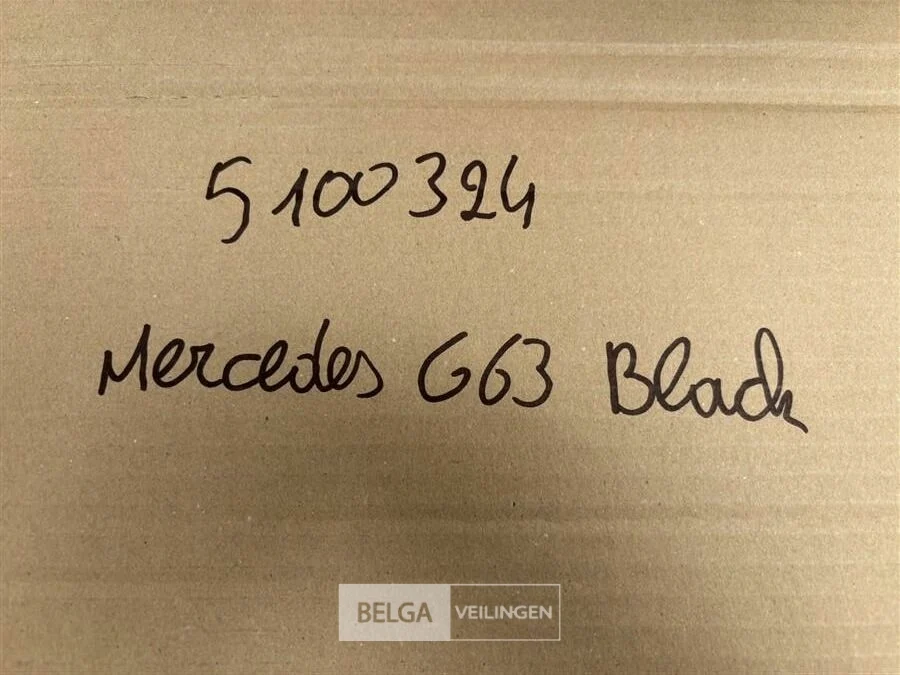 5100324
Mercedes G63 Black
BELGA VEILINGEN